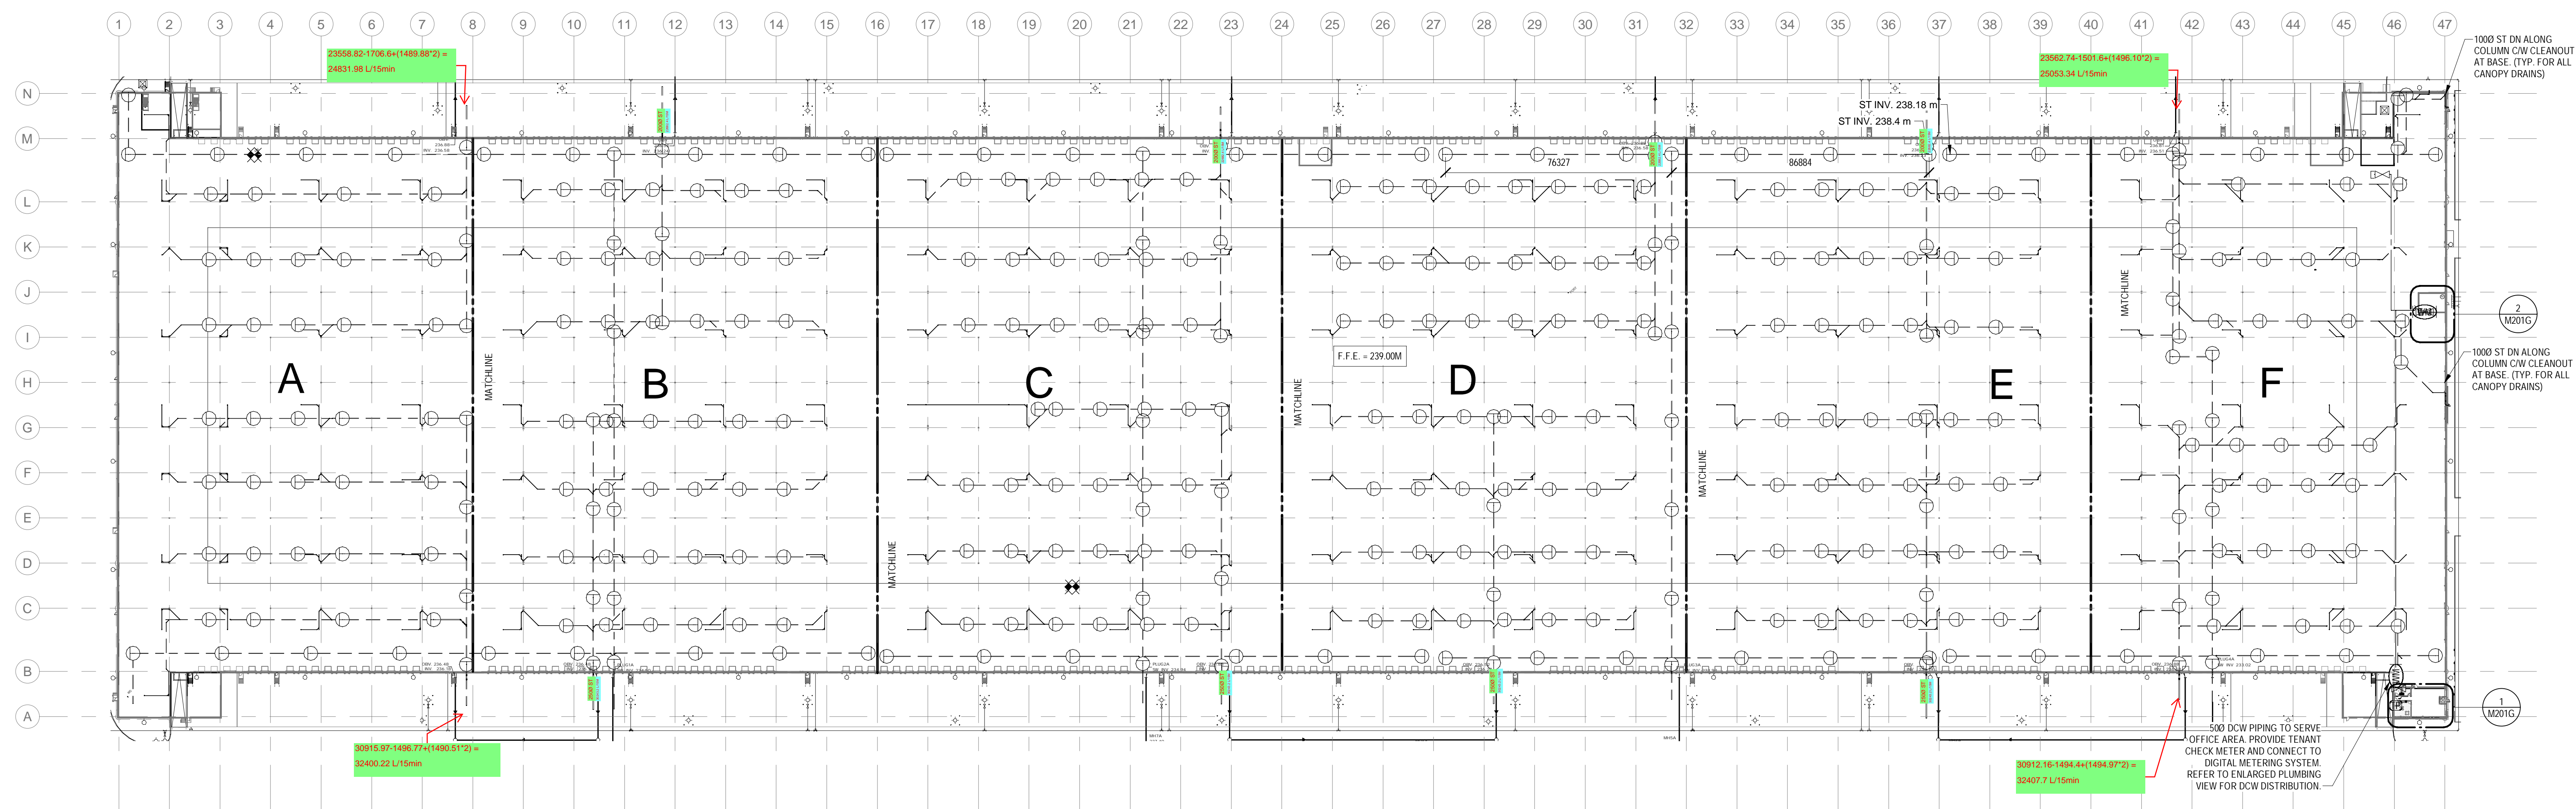 1 2 3 4 5 6 7 8 9 10 11 12 13 14 15 16 17 18 19 20 21 22 23 24 25 26 27 28 29 30 31 32 33 34 35 36 37 38 39 40 41 42 43 44 45 46 47
23558.82-1706.6+(1489.88*2) =
24831.98 L/15min
23562.74-1501.6+(1496.10*2) =
25053.34 L/15min
100Ø ST DN ALONG
COLUMN C/W CLEANOUT
AT BASE. (TYP. FOR ALL
CANOPY DRAINS)
N
M
L
K
J
I
H
G
F
E
D
C
B
A
ST INV. 238.18 m
ST INV. 238.4 m
76327
86884
MATCHLINE
MATCHLINE
MATCHLINE
MATCHLINE
MATCHLINE
F.F.E. = 239.00M
A
B
C
D
E
F
2
M201G
100Ø ST DN ALONG
COLUMN C/W CLEANOUT
AT BASE. (TYP. FOR ALL
CANOPY DRAINS)
1
M201G
50Ø DCW PIPING TO SERVE
OFFICE AREA. PROVIDE TENANT
CHECK METER AND CONNECT TO
DIGITAL METERING SYSTEM.
REFER TO ENLARGED PLUMBING
VIEW FOR DCW DISTRIBUTION.
30915.97-1496.77+(1490.51*2) =
32400.22 L/15min
30912.16-1494.4+(1494.97*2) =
32407.7 L/15min